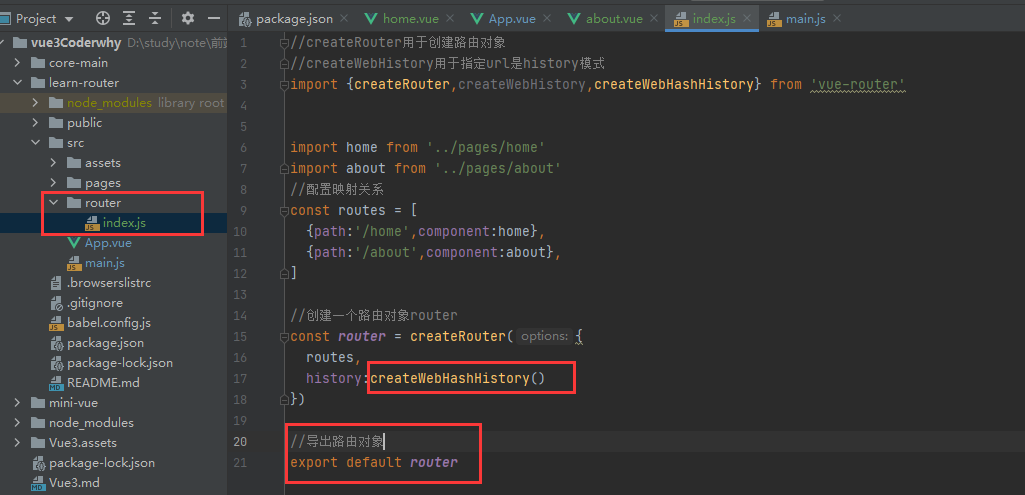 Project
package.json
home.vue
App.vue
about.vue
index.js
main.js
vue3Coderwhy D:\study\note\前
core-main
learn-router
node_modules library root
public
src
assets
pages
router
index.js
App.vue
main.js
.browserslistrc
.gitignore
babel.config.js
package.json
package-lock.json
README.md
mini-vue
node_modules
Vue3.assets
package-lock.json
Vue3.md
1 //createRouter用于创建路由对象
2 //createWebHistory用于指定url是history模式
3 import {createRouter,createWebHistory,createWebHashHistory} from 'vue-router'
4
5
6 import home from '../pages/home'
7 import about from '../pages/about'
8 //配置映射关系
9 const routes = [
10 {path:'/home',component:home},
11 {path:'/about',component:about},
12 ]
13
14 //创建一个路由对象router
15 const router = createRouter( options: {
16 routes,
17 history:createWebHashHistory()
18 })
19
20 //导出路由对象
21 export default router